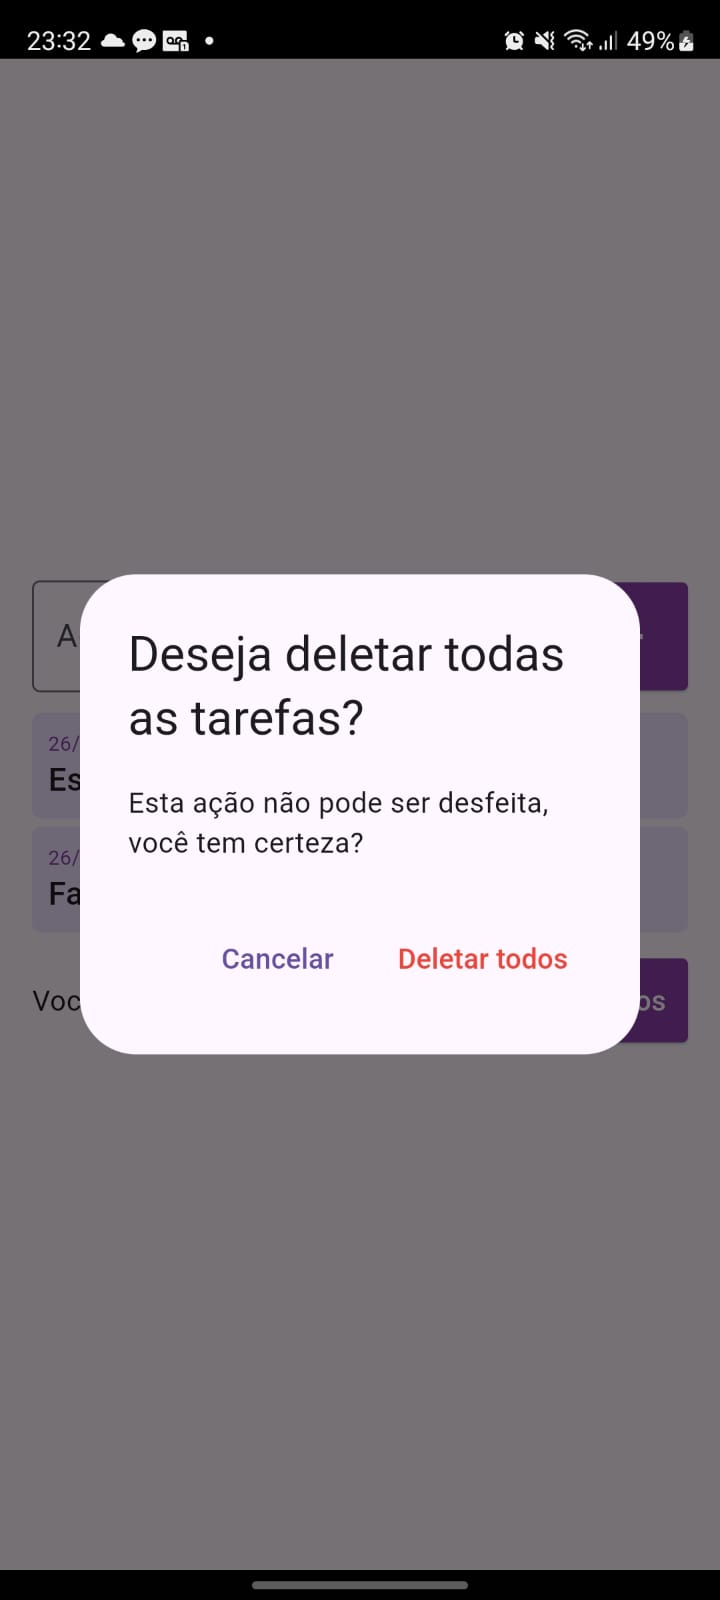 23:32
49%
Deseja deletar todas
as tarefas?
26/
Es
Esta ação não pode ser desfeita,
você tem certeza?
26/
Fa
Cancelar
Deletar todos
Voc
os